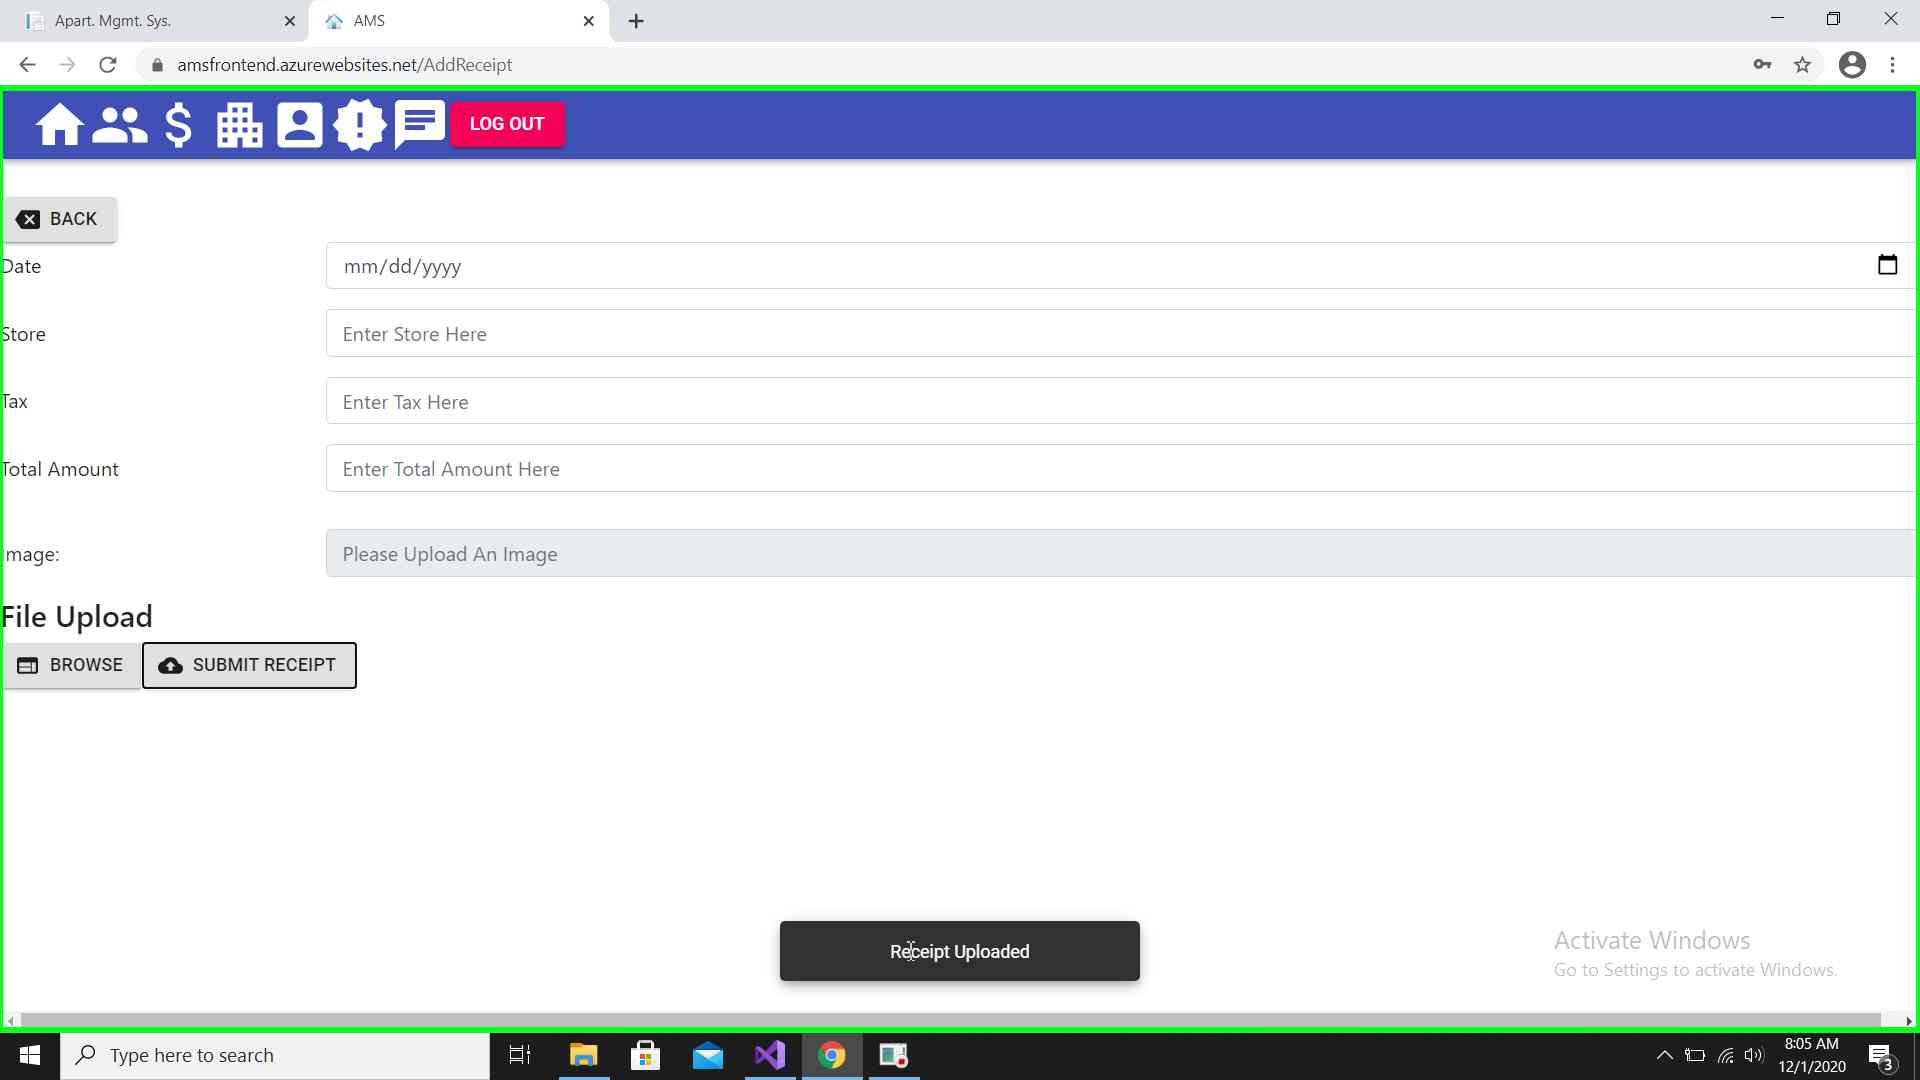 Apart. Mgmt. Sys.
AMS
amsfrontend.azurewebsites.net/AddReceipt
LOG OUT
BACK
Date
mm/dd/yyyy
Store
Enter Store Here
Tax
Enter Tax Here
Total Amount
Enter Total Amount Here
Image:
Please Upload An Image
File Upload
BROWSE
SUBMIT RECEIPT
Receipt Uploaded
Activate Windows
Go to Settings to activate Windows.
Type here to search
8:05 AM
12/1/2020
3